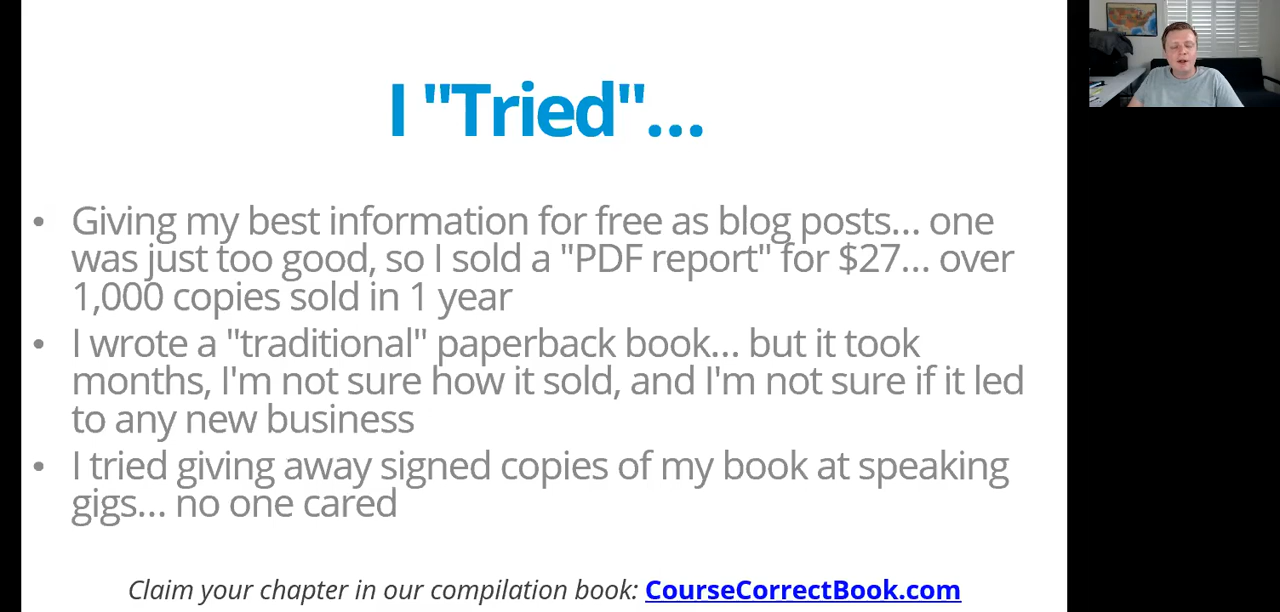 I "Tried"...
• Giving my best information for free as blog posts... one
was just too good, so I sold a "PDF report" for $27... over
1,000 copies sold in 1 year
• I wrote a "traditional" paperback book... but it took
months, I'm not sure how it sold, and I'm not sure if it led
to any new business
• I tried giving away signed copies of my book at speaking
gigs... no one cared
Claim your chapter in our compilation book: CourseCorrectBook.com